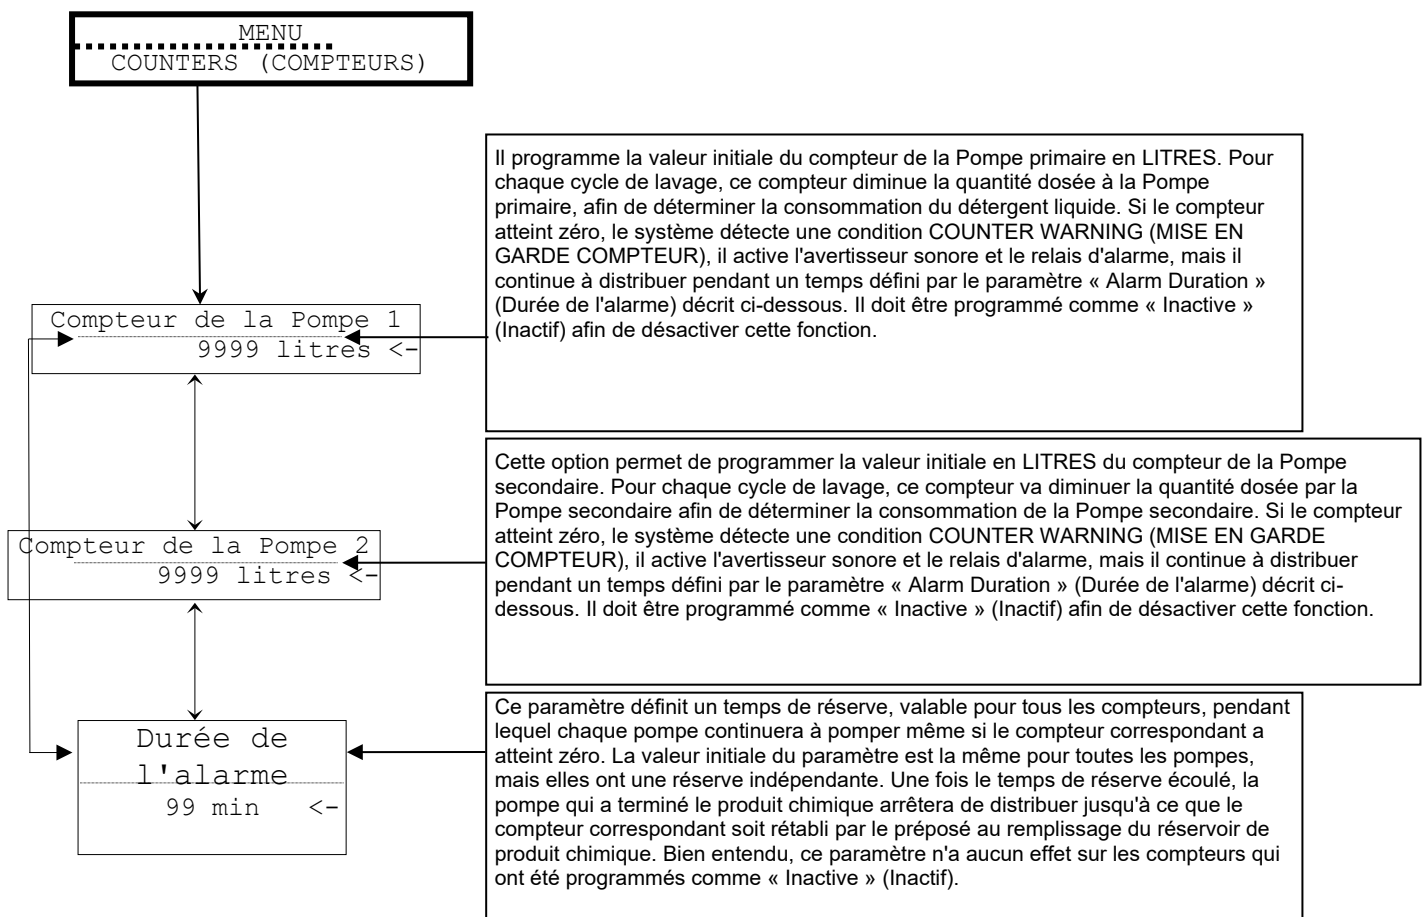 MENU
COUNTERS (COMPTEURS)
Il programme la valeur initiale du compteur de la Pompe primaire en LITRES. Pour
chaque cycle de lavage, ce compteur diminue la quantité dosée à la Pompe
primaire, afin de déterminer la consommation du détergent liquide. Si le compteur
atteint zéro, le système détecte une condition COUNTER WARNING (MISE EN
GARDE COMPTEUR), il active l'avertisseur sonore et le relais d'alarme, mais il
continue à distribuer pendant un temps défini par le paramètre « Alarm Duration »
(Durée de l'alarme) décrit ci-dessous. Il doit être programmé comme « Inactive »
(Inactif) afin de désactiver cette fonction.
Compteur de la Pompe 1
9999 litres <-
Cette option permet de programmer la valeur initiale en LITRES du compteur de la Pompe
secondaire. Pour chaque cycle de lavage, ce compteur va diminuer la quantité dosée par la
Pompe secondaire afin de déterminer la consommation de la Pompe secondaire. Si le compteur
atteint zéro, le système détecte une condition COUNTER WARNING (MISE EN GARDE
COMPTEUR), il active l'avertisseur sonore et le relais d'alarme, mais il continue à distribuer
pendant un temps défini par le paramètre « Alarm Duration » (Durée de l'alarme) décrit ci-
dessous. Il doit être programmé comme « Inactive » (Inactif) afin de désactiver cette fonction.
Compteur de la Pompe 2
9999 litres <-
Ce paramètre définit un temps de réserve, valable pour tous les compteurs, pendant
lequel chaque pompe continuera à pomper même si le compteur correspondant a
atteint zéro. La valeur initiale du paramètre est la même pour toutes les pompes,
mais elles ont une réserve indépendante. Une fois le temps de réserve écoulé, la
pompe qui a terminé le produit chimique arrêtera de distribuer jusqu'à ce que le
compteur correspondant soit rétabli par le préposé au remplissage du réservoir de
produit chimique. Bien entendu, ce paramètre n'a aucun effet sur les compteurs qui
ont été programmés comme « Inactive » (Inactif).
Durée de
l'alarme
99 min <-